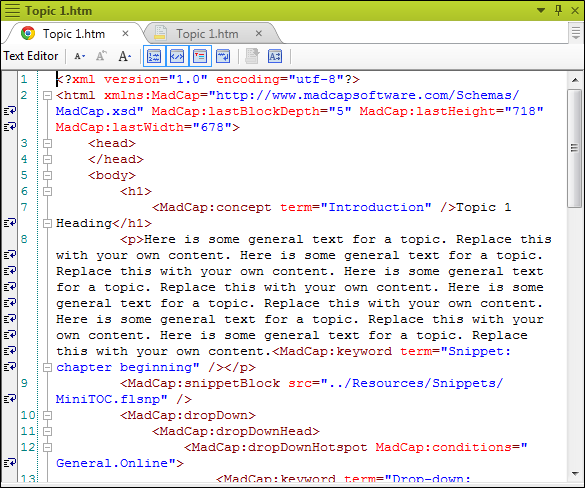 Topic 1.htm
Topic 1.htm Topic 1.htm
Text Editor A A A
1 <?xml version="1.0" encoding="utf-8"?>
2 <html xmlns:MadCap="http://www.madcapsoftware.com/Schemas/
MadCap.xsd" MadCap:lastBlockDepth="5" MadCap:lastHeight="718"
MadCap:lastWidth="678">
3 <head>
4 </head>
5 <body>
6 <h1>
7 <MadCap:concept term="Introduction" />Topic 1
Heading</h1>
8 <p>Here is some general text for a topic. Replace this
with your own content. Here is some general text for a topic.
Replace this with your own content. Here is some general text
for a topic. Replace this with your own content. Here is some
general text for a topic. Replace this with your own content.
Here is some general text for a topic. Replace this with your
own content. Here is some general text for a topic. Replace
this with your own content.<MadCap:keyword term="Snippet:
chapter beginning" /></p>
9 <MadCap:snippetBlock src="../Resources/Snippets/
MiniTOC.flsnp" />
10 <MadCap:dropDown>
11 <MadCap:dropDownHead>
12 <MadCap:dropDownHotspot MadCap:conditions="
General.Online">
13 <MadCap:keyword term="Drop-down: